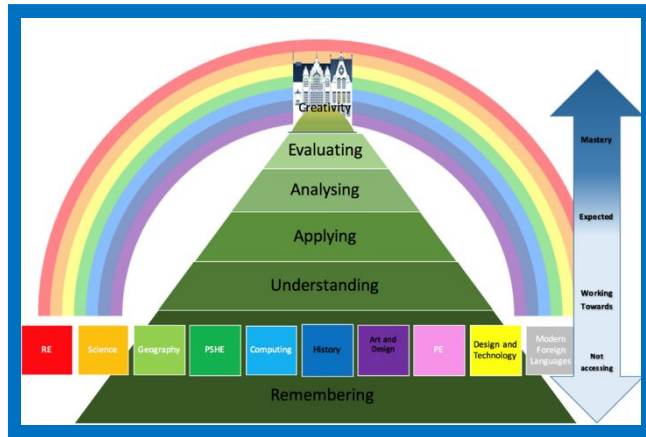 Creativity
Evaluating
Analysing
Applying
Understanding
RE
Science
Geography
PSHE
Computing
History
Art and
Design
PE
Design and
Technology
Modern
Foreign
Languages
Remembering
Mastery
Expected
Working
Towards
Not
accessing